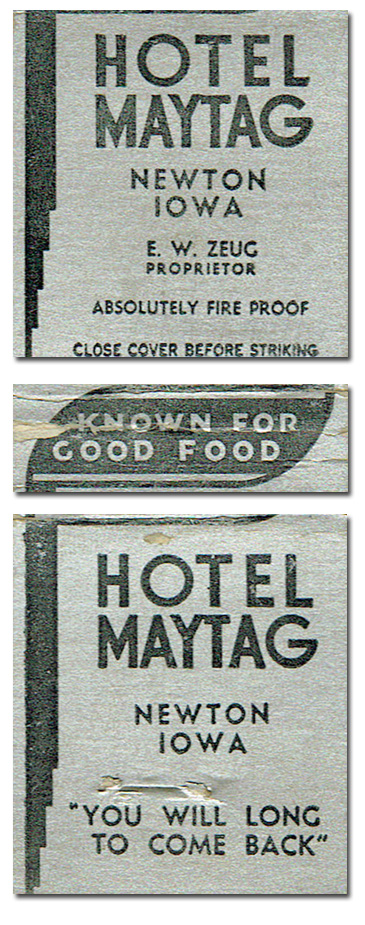 HOTEL
MAYTAG
NEWTON
IOWA
E. W. ZEUG
PROPRIETOR
ABSOLUTELY FIRE PROOF
CLOSE COVER BEFORE STRIKING
KNOWN FOR
GOOD FOOD
HOTEL
MAYTAG
NEWTON
IOWA
"YOU WILL LONG
TO COME BACK"